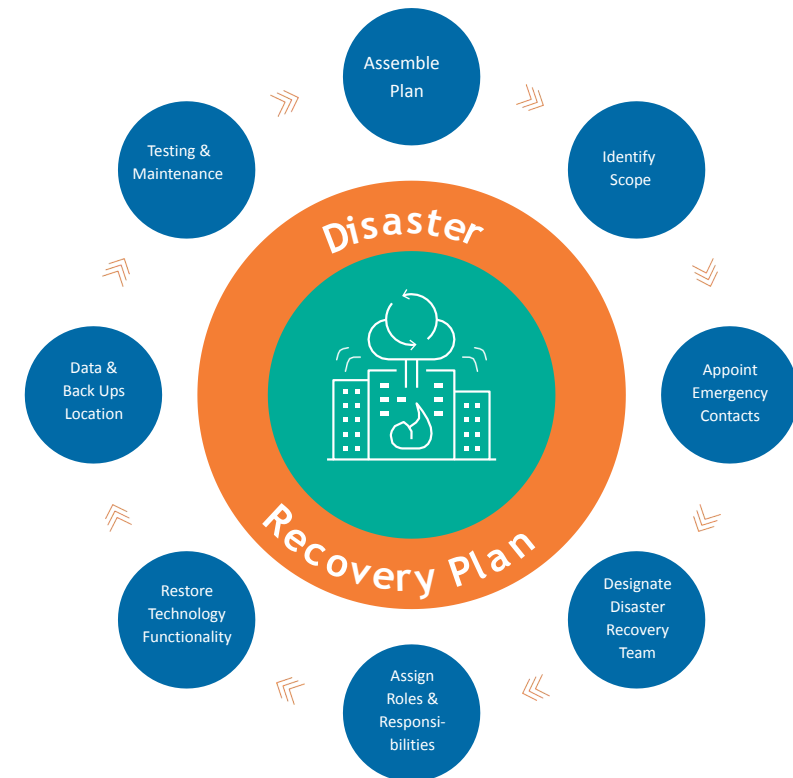 Assemble
Plan
Identify
Scope
Appoint
Emergency
Contacts
Designate
Disaster
Recovery
Team
Assign
Roles &
Responsi-
bilities
Restore
Technology
Functionality
Data &
Back Ups
Location
Testing &
Maintenance
Disaster
Recovery Plan